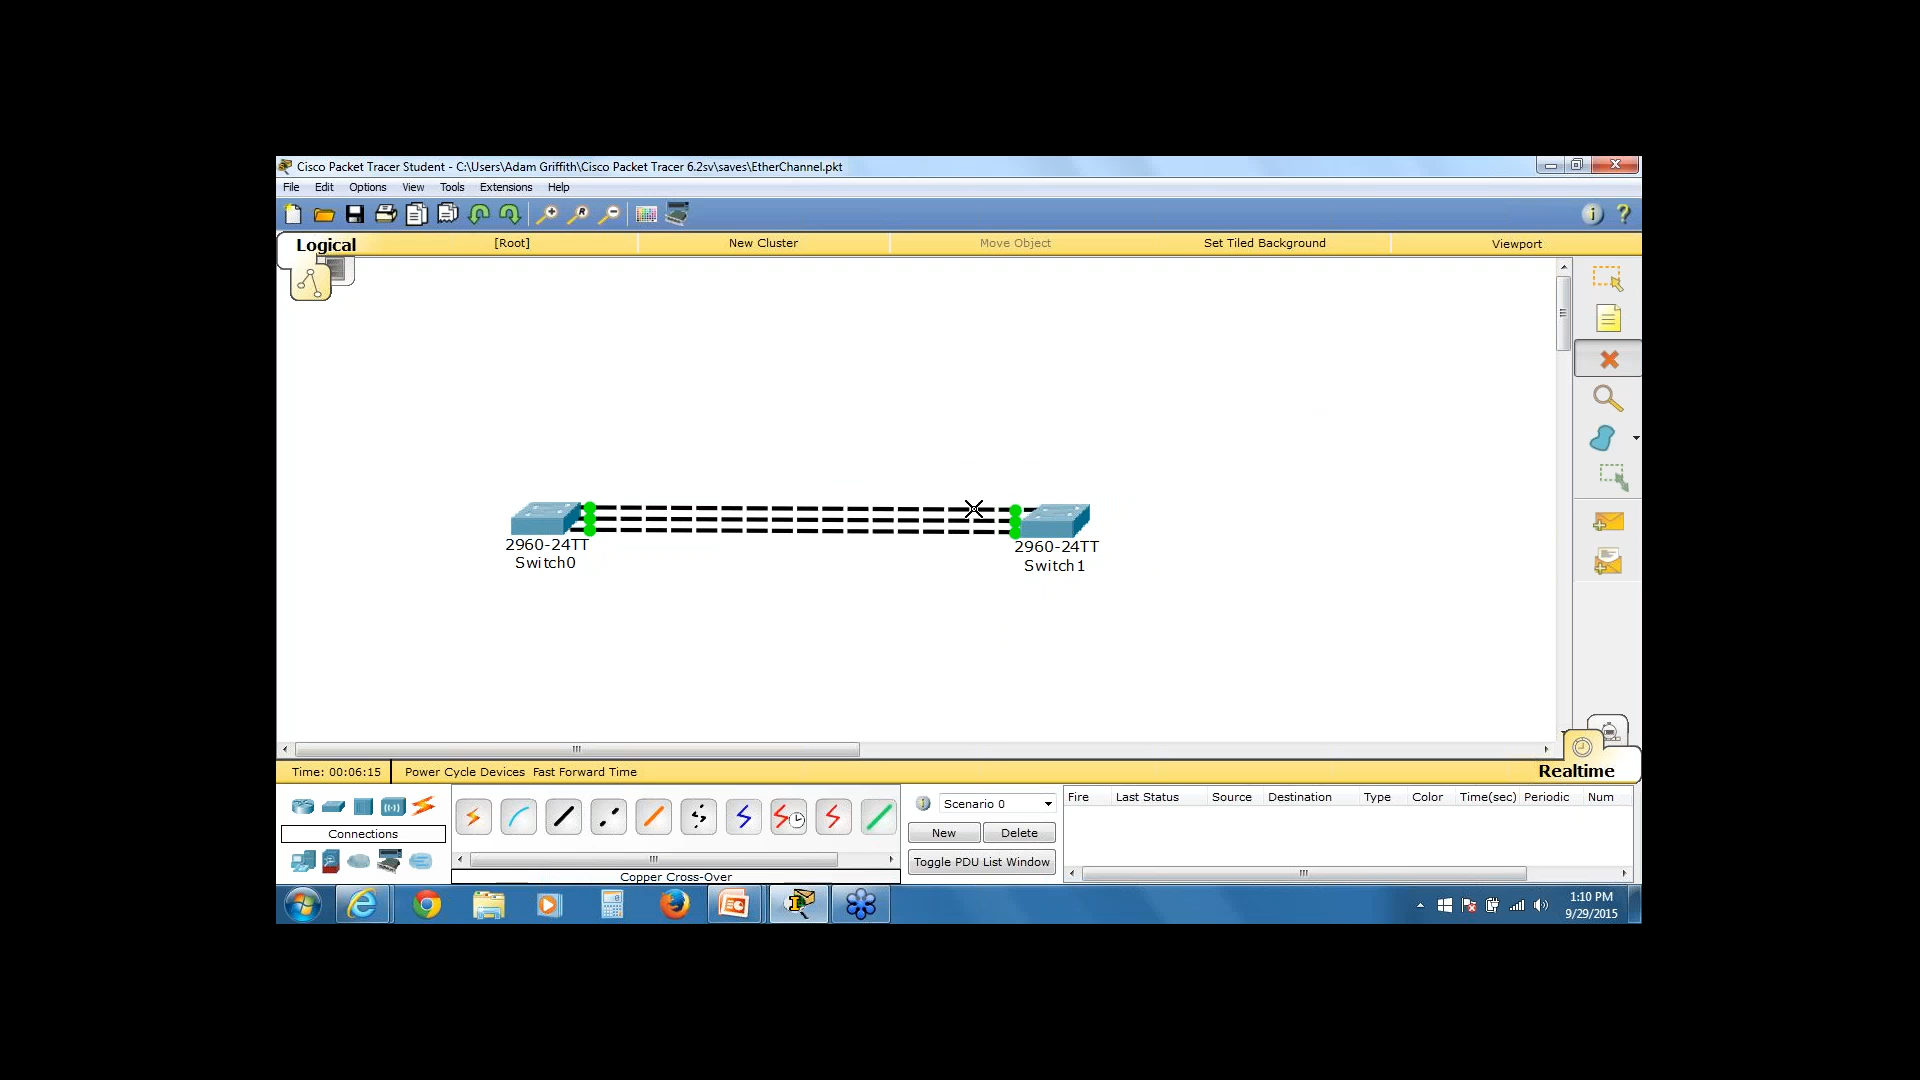 Cisco Packet Tracer Student - C:\Users\Adam Griffith\Cisco Packet Tracer 6.2sv\saves\EtherChannel.pkt
File Edit Options View Tools Extensions Help
Logical [Root] New Cluster Move Object Set Tiled Background Viewport
2960-24TT
Switch0
2960-24TT
Switch1
Realtime
Time: 00:06:15 Power Cycle Devices Fast Forward Time
Connections
Copper Cross-Over
Scenario 0
New Delete
Toggle PDU List Window
Fire Last Status Source Destination Type Color Time(sec) Periodic Num
1:10 PM
9/29/2015